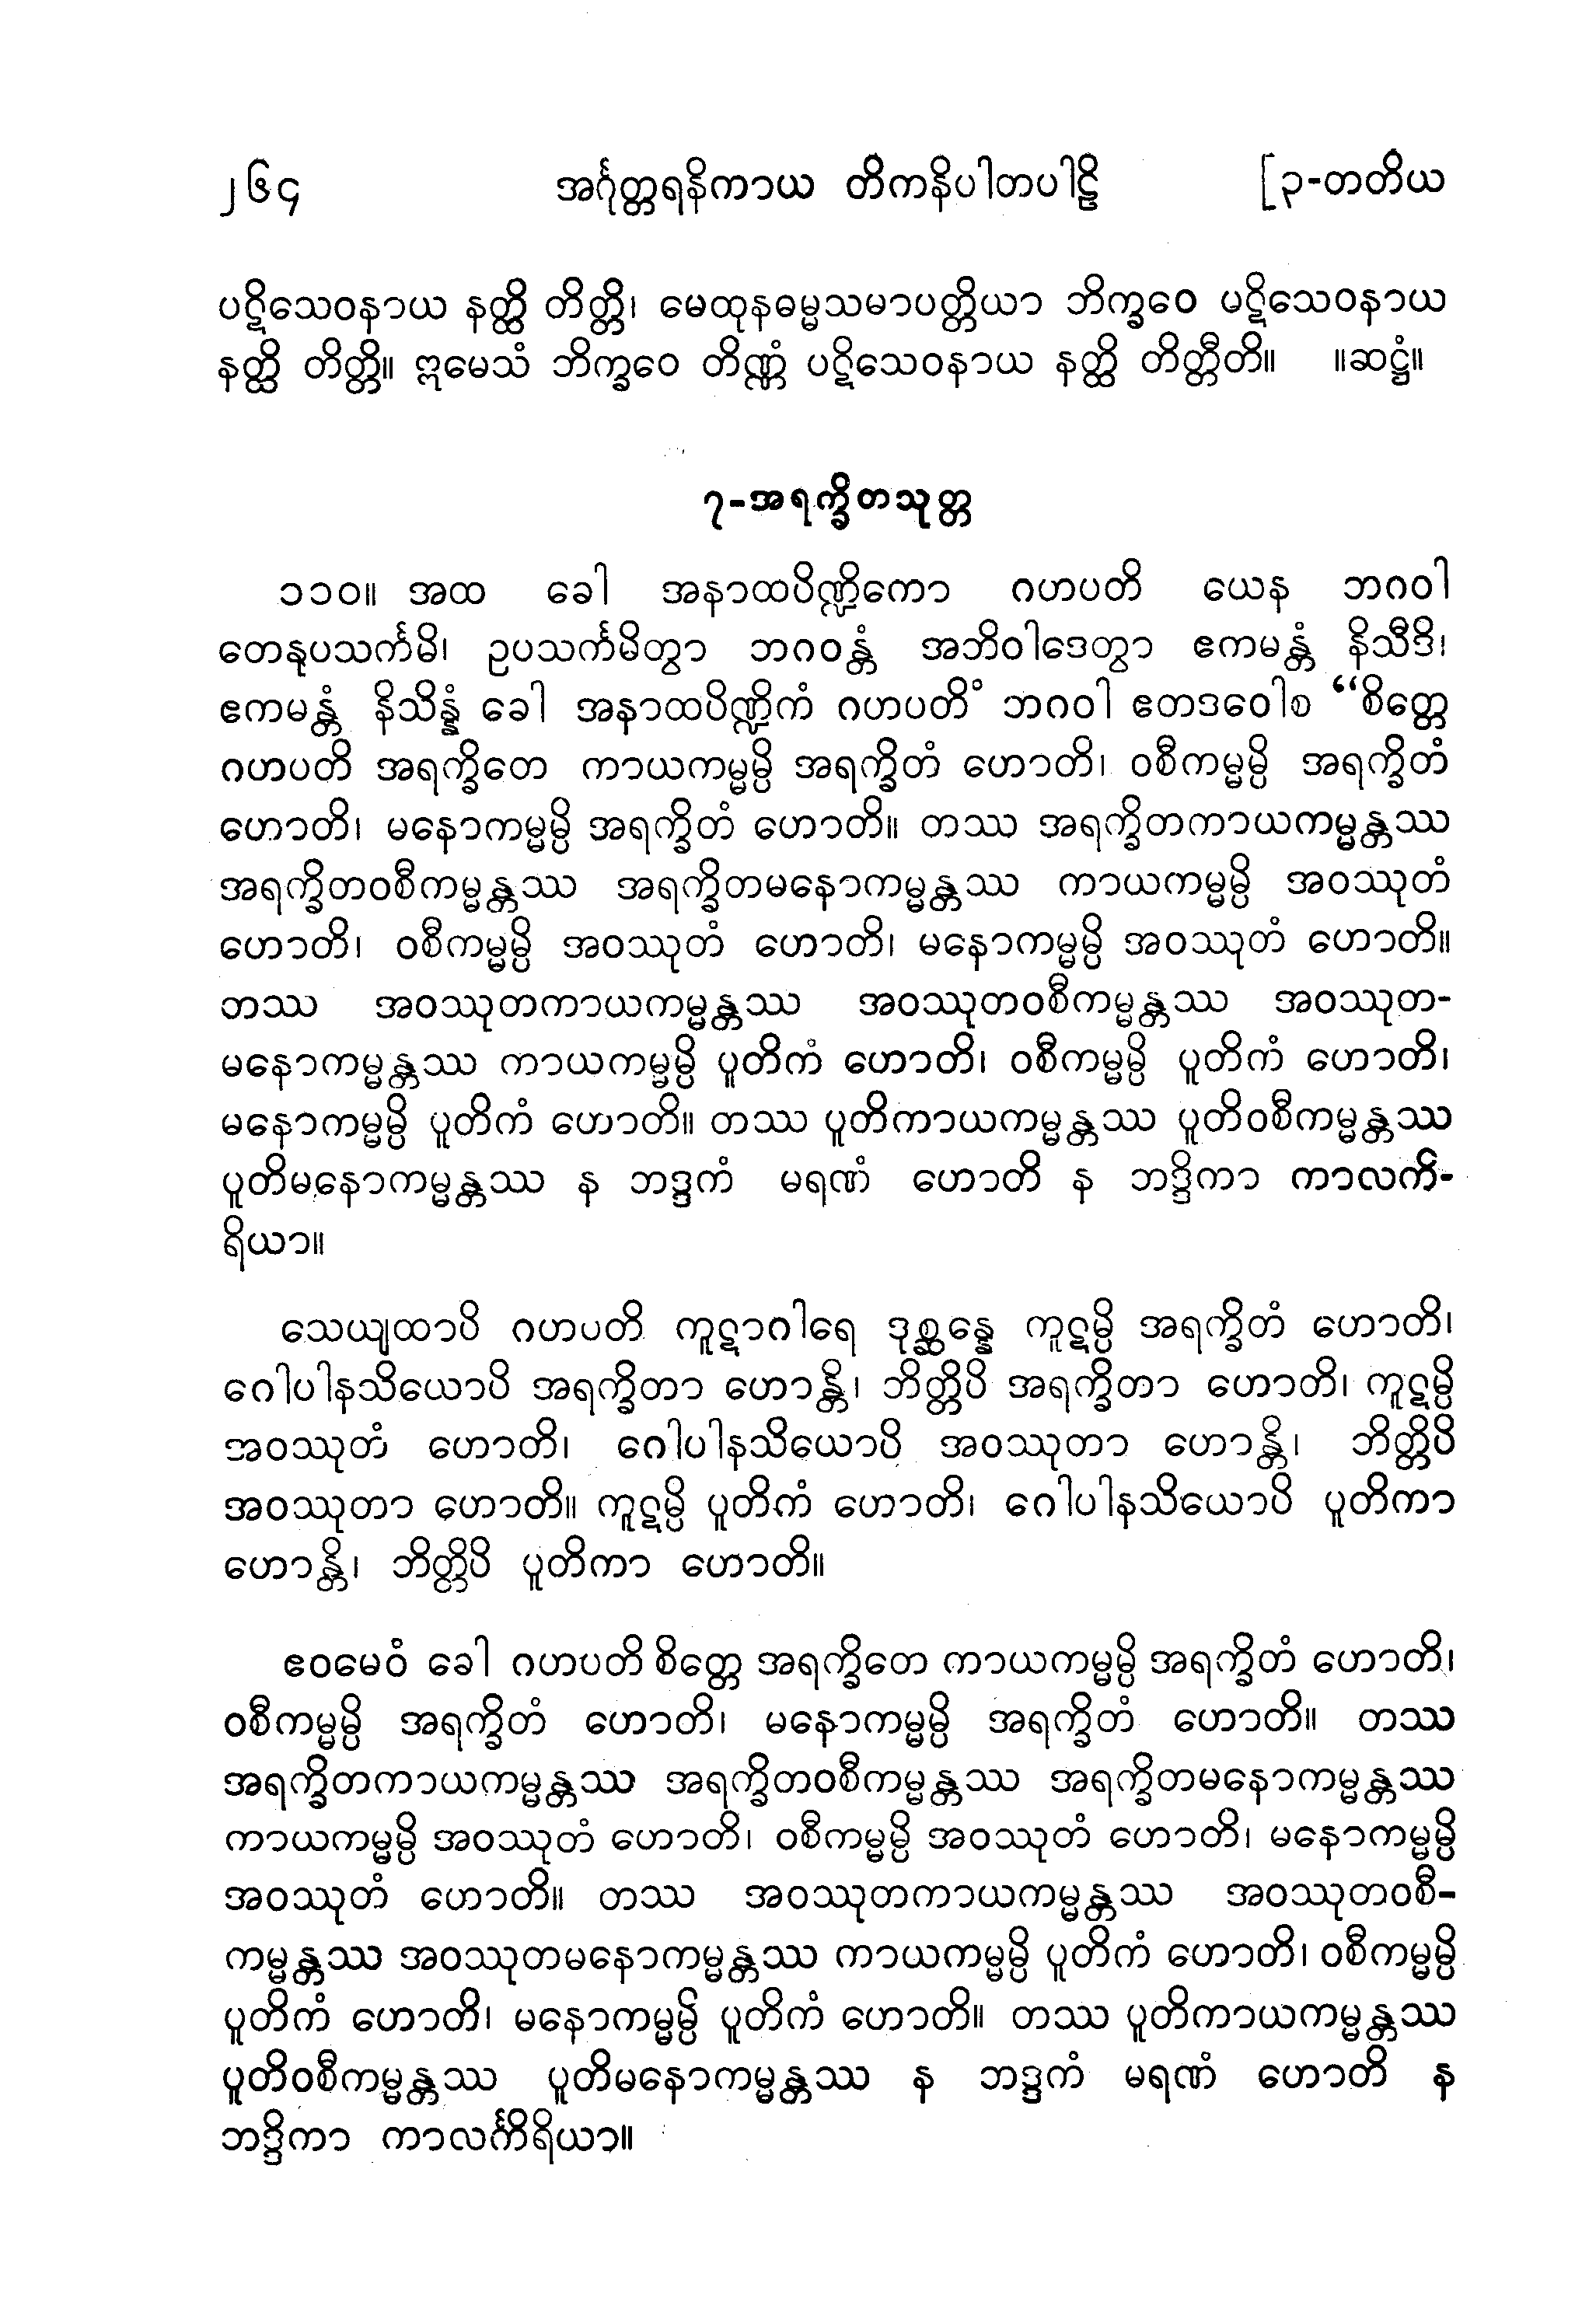 ၂၆၄ အင်္ဂုတ္တရနိကာယ တိကနိပါတပါဠိ [၃-တတိယ
ပဋိသေဝနာယ နတ္ထိ တိတ္တိ၊ မေထုနဓမ္မသမာပတ္တိယာ ဘိက္ခဝေ မဋိသေဝနာယ
နတ္ထိ တိတ္တိ။ ဣမေသံ ဘိက္ခဝေ တိဏ္ဏံ ပဋိသေဝနာယ နတ္ထိ တိတ္တီတိ။ ။ဆဋ္ဌံ။
၇-အရက္ခိတသုတ္တ
၁၁၀။ အထ ခေါ အနာထပိဏ္ဍိကော ဂဟပတိ ယေန ဘဂဝါ
တေနုပသင်္ကမိ၊ ဥပသင်္ကမိတွာ ဘဂဝန္တံ အဘိဝါဒေတွာ ဧကမန္တံ နိသီဒိ၊
ဧကမန္တံ နိသိန္နံ ခေါ အနာထပိဏ္ဍိကံ ဂဟပတိံ ဘဂဝါ ဧတဒဝေါစ “စိတ္တေ
ဂဟပတိ အရက္ခိတေ ကာယကမ္မမ္ပိ အရက္ခိတံ ဟောတိ၊ ဝစီကမ္မမ္ပိ အရက္ခိတံ
ဟောတိ၊ မနောကမ္မမ္ပိ အရက္ခိတံ ဟောတိ။ တဿ အရက္ခိတကာယကမ္မန္တဿ
အရက္ခိတဝစီကမ္မန္တဿ အရက္ခိတမနောကမ္မန္တဿ ကာယကမ္မမ္ပိ အဝဿုတံ
ဟောတိ၊ ဝစီကမ္မမ္ပိ အဝဿုတံ ဟောတိ၊ မနောကမ္မမ္ပိ အဝဿုတံ ဟောတိ။
တဿ အဝဿုတကာယကမ္မန္တဿ အဝဿုတဝစီကမ္မန္တဿ အဝဿုတ-
မနောကမ္မန္တဿ ကာယကမ္မမ္ပိ ပူတိကံ ဟောတိ၊ ဝစီကမ္မမ္ပိ ပူတိကံ ဟောတိ၊
မနောကမ္မမ္ပိ ပူတိကံ ဟောတိ။ တဿ ပူတိကာယကမ္မန္တဿ ပူတိဝစီကမ္မန္တဿ
ပူတိမနောကမ္မန္တဿ န ဘဒ္ဒကံ မရဏံ ဟောတိ န ဘဒ္ဒိကာ ကာလကိ-
ရိယာ။
သေယျထာပိ ဂဟပတိ ကူဋာဂါရေ ဒုစ္ဆန္နေ ကူဋမ္ပိ အရက္ခိတံ ဟောတိ၊
ဂေါပါနသိယောပိ အရက္ခိတာ ဟောန္တိ၊ ဘိတ္တိပိ အရက္ခိတာ ဟောတိ၊ ကူဋမ္ပိ
အဝဿုတံ ဟောတိ၊ ဂေါပါနသိယောပိ အဝဿုတာ ဟောန္တိ၊ ဘိတ္တိပိ
အဝဿုတာ ဟောတိ။ ကူဋမ္ပိ ပူတိကံ ဟောတိ၊ ဂေါပါနသိယောပိ ပူတိကာ
ဟောန္တိ၊ ဘိတ္တိပိ ပူတိကာ ဟောတိ။
ဧဝမေဝံ ခေါ ဂဟပတိ စိတ္တေ အရက္ခိတေ ကာယကမ္မမ္ပိ အရက္ခိတံ ဟောတိ၊
ဝစီကမ္မမ္ပိ အရက္ခိတံ ဟောတိ၊ မနောကမ္မမ္ပိ အရက္ခိတံ ဟောတိ။ တဿ
အရက္ခိတကာယကမ္မန္တဿ အရက္ခိတဝစီကမ္မန္တဿ အရက္ခိတမနောကမ္မန္တဿ
ကာယကမ္မမ္ပိ အဝဿုတံ ဟောတိ၊ ဝစီကမ္မမ္ပိ အဝဿုတံ ဟောတိ၊ မနောကမ္မမ္ပိ
အဝဿုတံ ဟောတိ။ တဿ အဝဿုတကာယကမ္မန္တဿ အဝဿုတဝစီ-
ကမ္မန္တဿ အဝဿုတမနောကမ္မန္တဿ ကာယကမ္မမ္ပိ ပူတိကံ ဟောတိ၊ ဝစီကမ္မမ္ပိ
ပူတိကံ ဟောတိ၊ မနောကမ္မမ္ပိ ပူတိကံ ဟောတိ။ တဿ ပူတိကာယကမ္မန္တဿ
ပူတိဝစီကမ္မန္တဿ ပူတိမနောကမ္မန္တဿ န ဘဒ္ဒကံ မရဏံ ဟောတိ န
ဘဒ္ဒိကာ ကာလင်္ကိရိယာ။